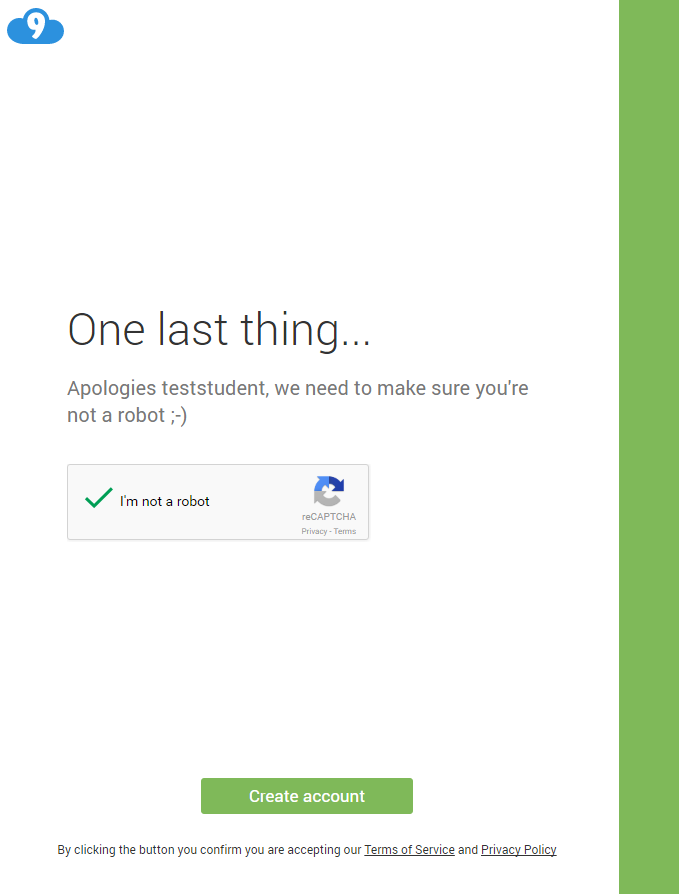 9
One last thing...
Apologies teststudent, we need to make sure you're
not a robot ;-)
I'm not a robot
reCAPTCHA
Privacy - Terms
Create account
By clicking the button you confirm you are accepting our Terms of Service and Privacy Policy